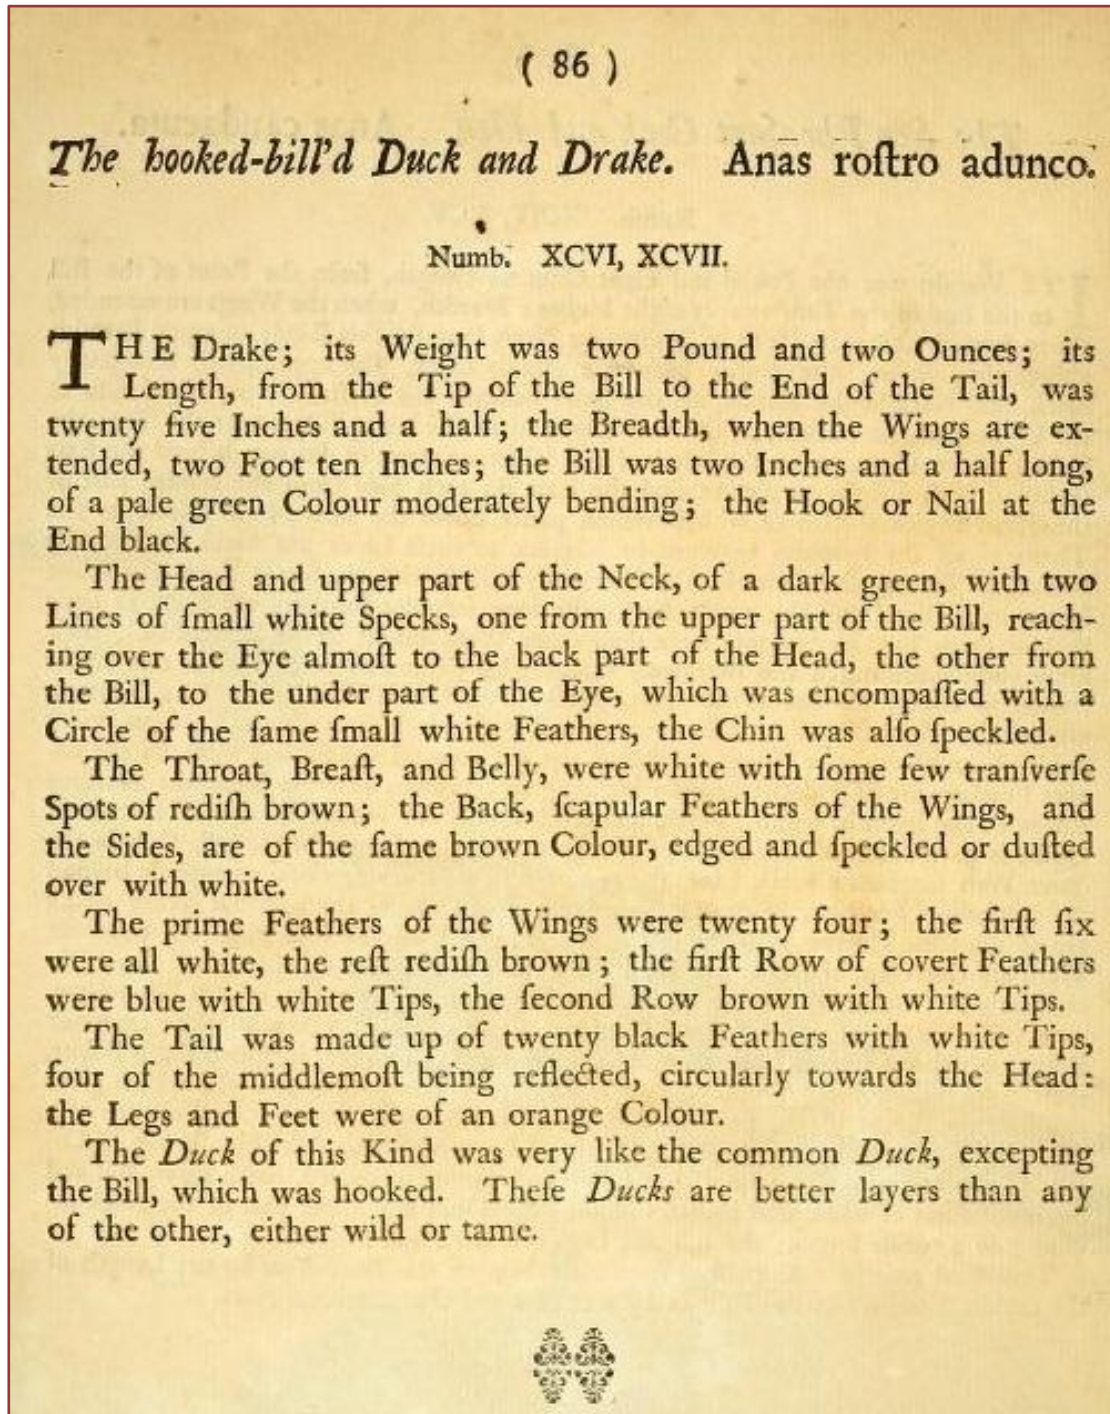 ( 86 )
The hooked-bill'd Duck and Drake. Anas roſtro adunco.
Numb. XCVI, XCVII.
THE Drake; its Weight was two Pound and two Ounces; its
Length, from the Tip of the Bill to the End of the Tail, was
twenty five Inches and a half; the Breadth, when the Wings are ex-
tended, two Foot ten Inches; the Bill was two Inches and a half long,
of a pale green Colour moderately bending; the Hook or Nail at the
End black.
The Head and upper part of the Neck, of a dark green, with two
Lines of ſmall white Specks, one from the upper part of the Bill, reach-
ing over the Eye almoſt to the back part of the Head, the other from
the Bill, to the under part of the Eye, which was encompaſſed with a
Circle of the ſame ſmall white Feathers, the Chin was alſo ſpeckled.
The Throat, Breaſt, and Belly, were white with ſome few tranſverſe
Spots of rediſh brown; the Back, ſcapular Feathers of the Wings, and
the Sides, are of the ſame brown Colour, edged and ſpeckled or duſted
over with white.
The prime Feathers of the Wings were twenty four; the firſt ſix
were all white, the reſt rediſh brown; the firſt Row of covert Feathers
were blue with white Tips, the ſecond Row brown with white Tips.
The Tail was made up of twenty black Feathers with white Tips,
four of the middlemoſt being reflected, circularly towards the Head:
the Legs and Feet were of an orange Colour.
The Duck of this Kind was very like the common Duck, excepting
the Bill, which was hooked. Theſe Ducks are better layers than any
of the other, either wild or tame.